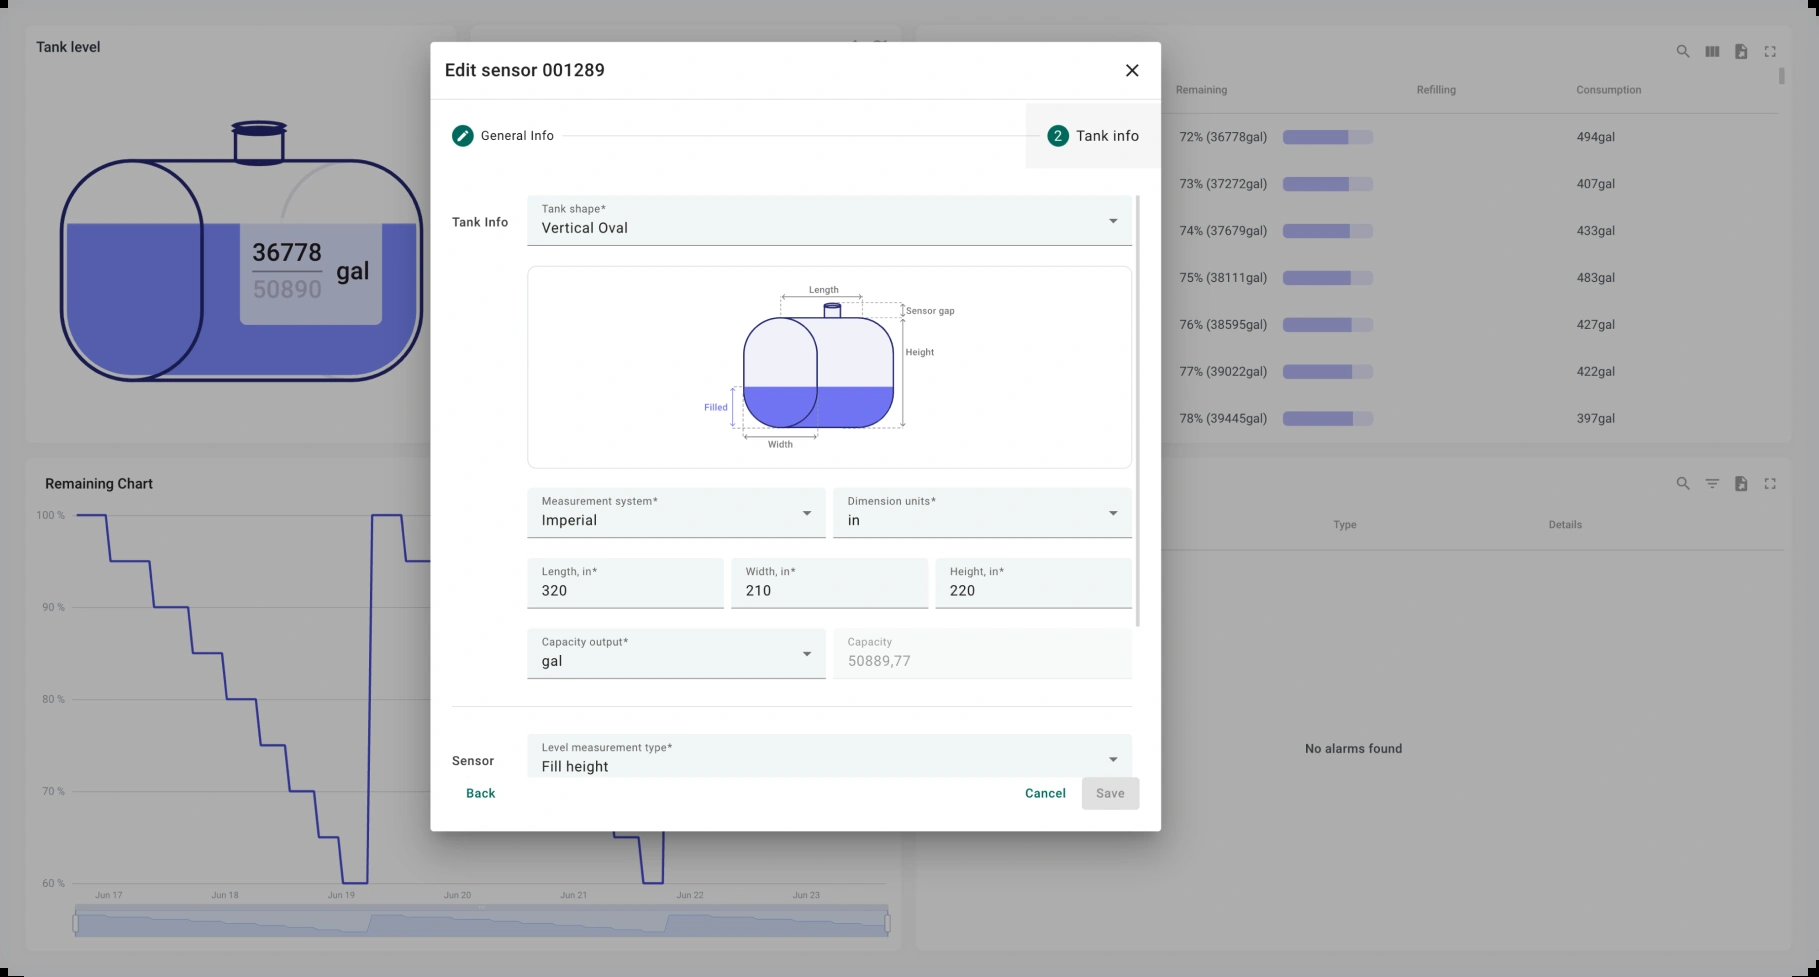 Tank level
36778
50890
gal
Edit sensor 001289
General Info
2 Tank info
Tank Info
Tank shape*
Vertical Oval
Length
Sensor gap
Height
Filled
Width
Measurement system*
Imperial
Dimension units*
in
Length, in*
320
Width, in*
210
Height, in*
220
Capacity output*
gal
Capacity
50889,77
Sensor
Level measurement type*
Fill height
Back
Cancel
Save
Remaining Refilling Consumption
72% (36778gal) 494gal
73% (37272gal) 407gal
74% (37679gal) 433gal
75% (38111gal) 483gal
76% (38595gal) 427gal
77% (39022gal) 422gal
78% (39445gal) 397gal
Remaining Chart
100 %
90 %
80 %
70 %
60 %
Jun 17 Jun 18 Jun 19 Jun 20 Jun 21 Jun 22 Jun 23
Type Details
No alarms found